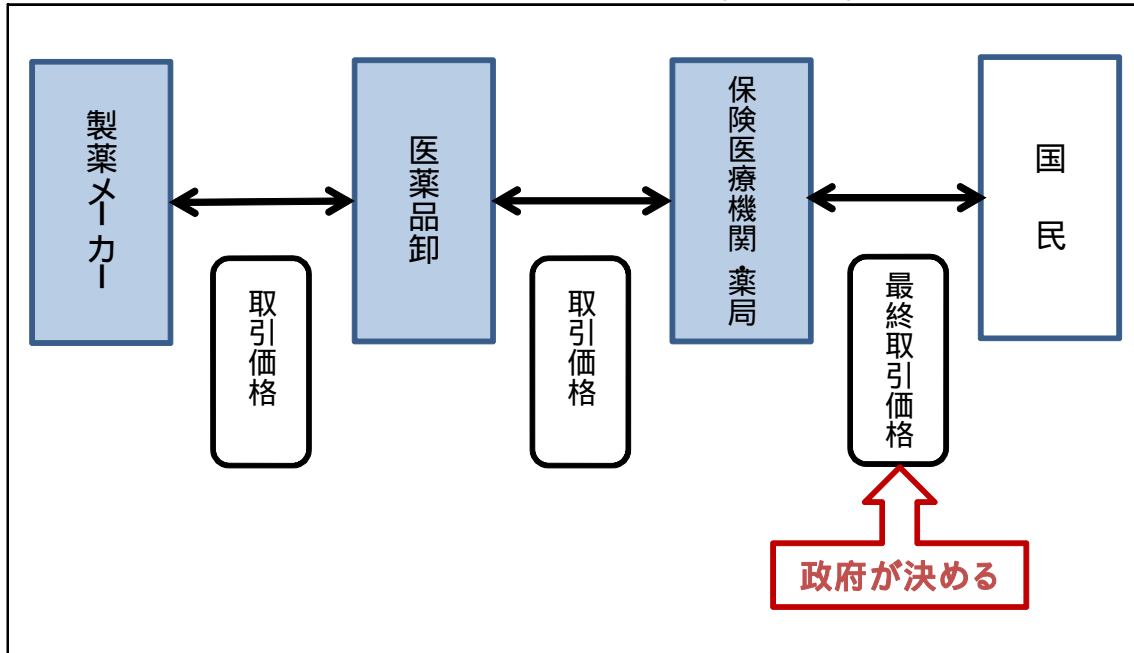 製薬メーカー
医薬品卸
保険医療機関・薬局
国民
取引価格
取引価格
最終取引価格
政府が決める